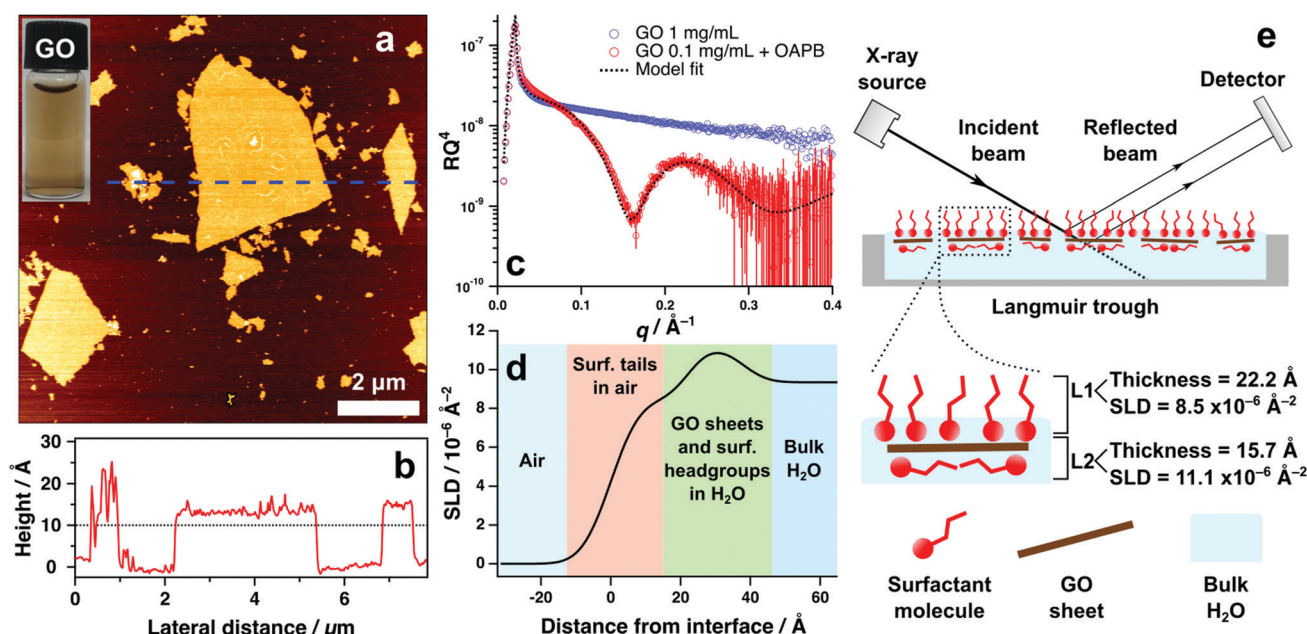 GO
a
2 µm
b
Height / Å
30
20
10
0
0
2
4
6
Lateral distance / µm
c
RQ⁴
10⁻⁷
10⁻⁸
10⁻⁹
10⁻¹⁰
GO 1 mg/mL
GO 0.1 mg/mL + OAPB
Model fit
0.0
0.1
0.2
0.3
0.4
q / Å⁻¹
d
SLD / 10⁻⁶ Å⁻²
12
10
8
6
4
2
0
Air
Surf. tails
in air
GO sheets
and surf.
headgroups
in H₂O
Bulk
H₂O
-20
0
20
40
60
Distance from interface / Å
e
X-ray
source
Incident
beam
Reflected
beam
Detector
Langmuir trough
L1
Thickness = 22.2 Å
SLD = 8.5 x10⁻⁶ Å⁻²
L2
Thickness = 15.7 Å
SLD = 11.1 x10⁻⁶ Å⁻²
Surfactant
molecule
GO
sheet
Bulk
H₂O